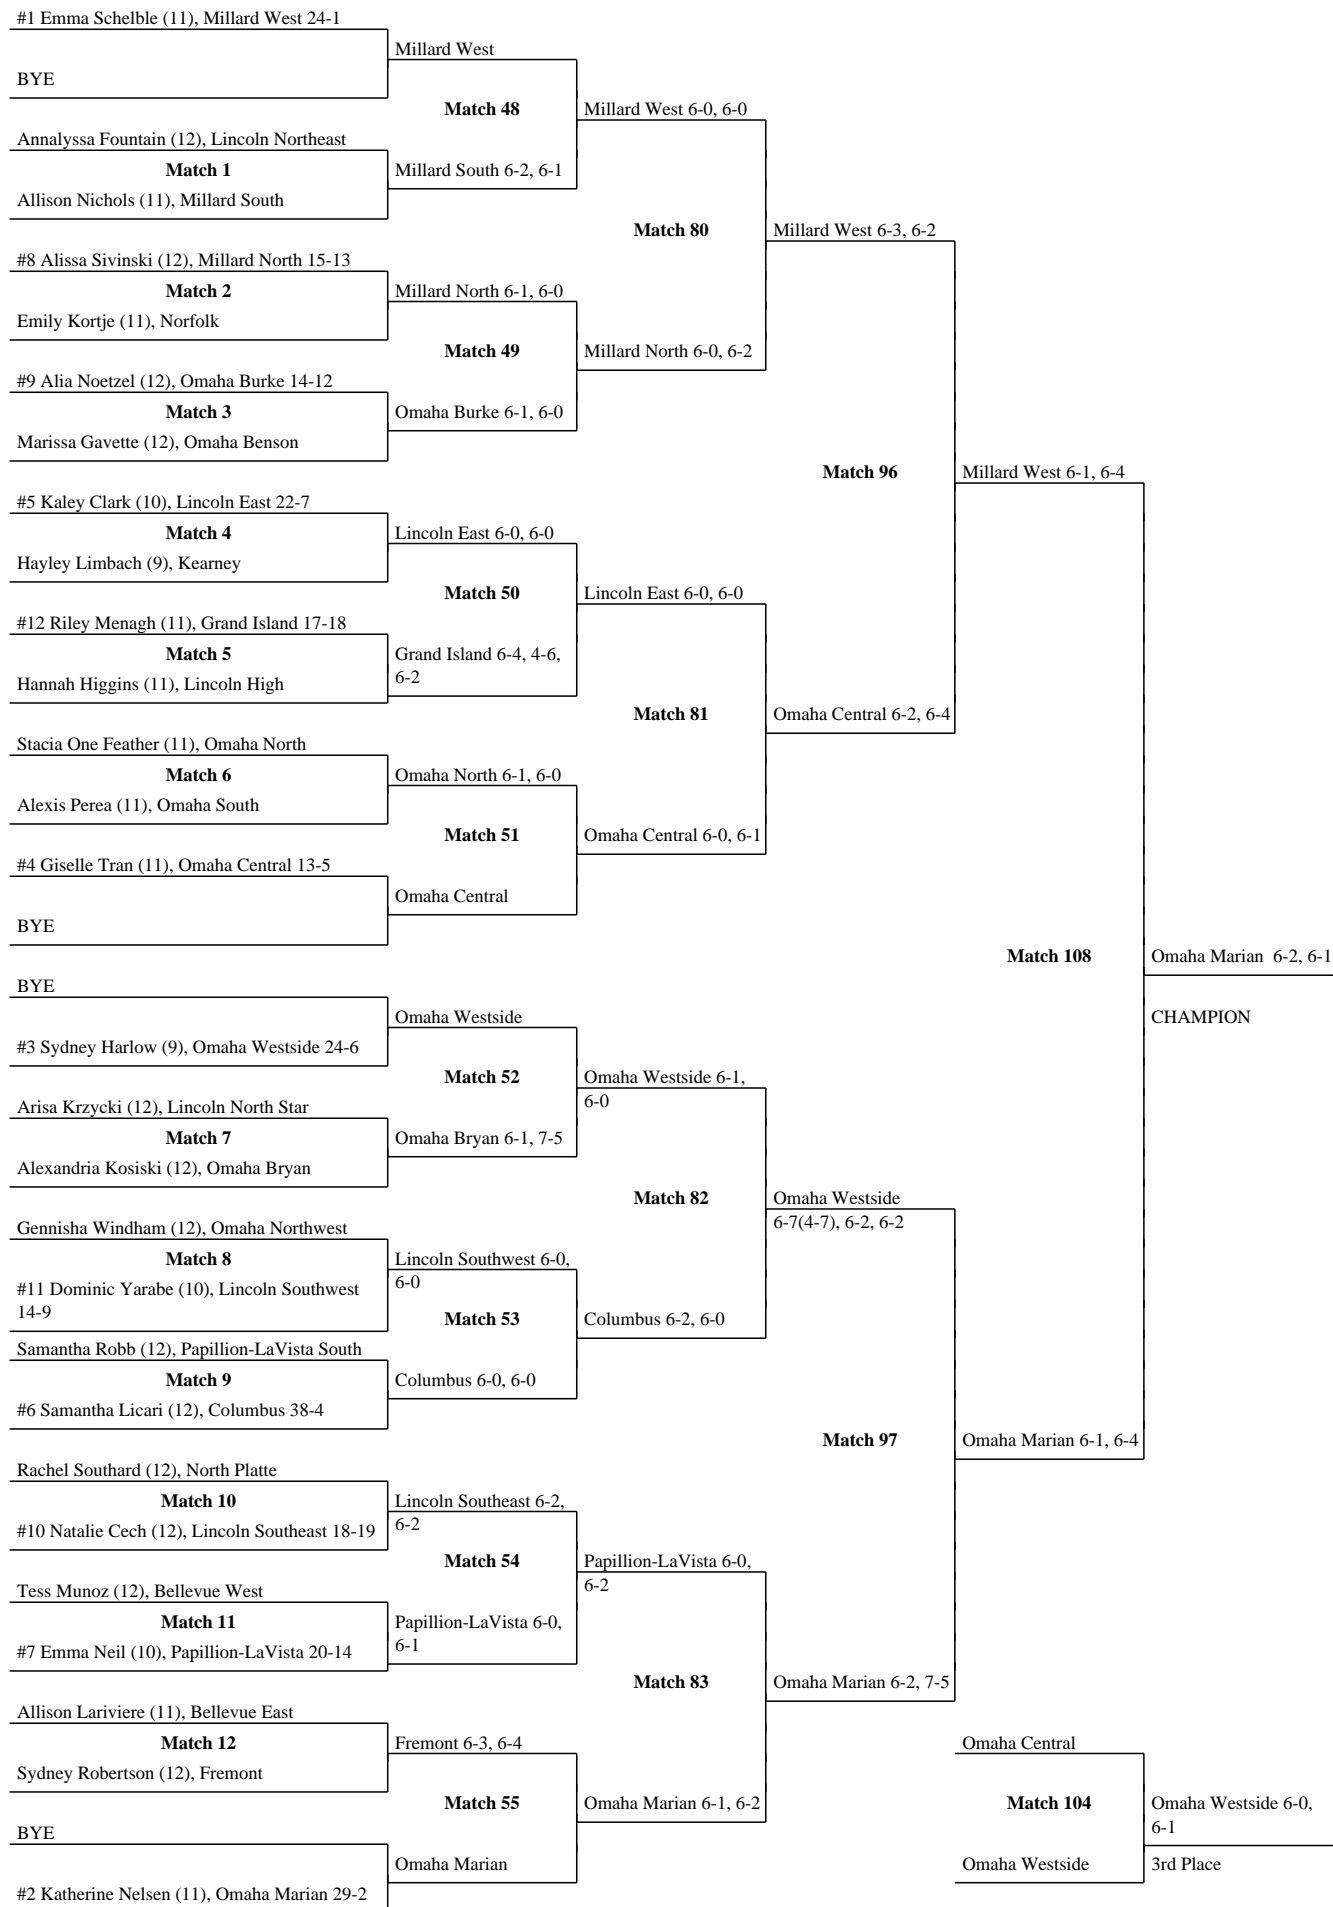 #1 Emma Schelble (11), Millard West 24-1
Millard West
BYE
Match 48
Millard West 6-0, 6-0
Annalyssa Fountain (12), Lincoln Northeast
Match 1
Millard South 6-2, 6-1
Allison Nichols (11), Millard South
Match 80
Millard West 6-3, 6-2
#8 Alissa Sivinski (12), Millard North 15-13
Match 2
Millard North 6-1, 6-0
Emily Kortje (11), Norfolk
Match 49
Millard North 6-0, 6-2
#9 Alia Noetzel (12), Omaha Burke 14-12
Match 3
Omaha Burke 6-1, 6-0
Marissa Gavette (12), Omaha Benson
Match 96
Millard West 6-1, 6-4
#5 Kaley Clark (10), Lincoln East 22-7
Match 4
Lincoln East 6-0, 6-0
Hayley Limbach (9), Kearney
Match 50
Lincoln East 6-0, 6-0
#12 Riley Menagh (11), Grand Island 17-18
Match 5
Grand Island 6-4, 4-6,
6-2
Hannah Higgins (11), Lincoln High
Match 81
Omaha Central 6-2, 6-4
Stacia One Feather (11), Omaha North
Match 6
Omaha North 6-1, 6-0
Alexis Perea (11), Omaha South
Match 51
Omaha Central 6-0, 6-1
#4 Giselle Tran (11), Omaha Central 13-5
Omaha Central
BYE
Match 108
Omaha Marian  6-2, 6-1
CHAMPION
BYE
Omaha Westside
#3 Sydney Harlow (9), Omaha Westside 24-6
Match 52
Omaha Westside 6-1,
6-0
Arisa Krzycki (12), Lincoln North Star
Match 7
Omaha Bryan 6-1, 7-5
Alexandria Kosiski (12), Omaha Bryan
Match 82
Omaha Westside
6-7(4-7), 6-2, 6-2
Gennisha Windham (12), Omaha Northwest
Match 8
Lincoln Southwest 6-0,
6-0
#11 Dominic Yarabe (10), Lincoln Southwest
14-9
Match 53
Columbus 6-2, 6-0
Samantha Robb (12), Papillion-LaVista South
Match 9
Columbus 6-0, 6-0
#6 Samantha Licari (12), Columbus 38-4
Match 97
Omaha Marian 6-1, 6-4
Rachel Southard (12), North Platte
Match 10
Lincoln Southeast 6-2,
6-2
#10 Natalie Cech (12), Lincoln Southeast 18-19
Match 54
Papillion-LaVista 6-0,
6-2
Tess Munoz (12), Bellevue West
Match 11
Papillion-LaVista 6-0,
6-1
#7 Emma Neil (10), Papillion-LaVista 20-14
Match 83
Omaha Marian 6-2, 7-5
Allison Lariviere (11), Bellevue East
Match 12
Fremont 6-3, 6-4
Sydney Robertson (12), Fremont
Match 55
Omaha Marian 6-1, 6-2
BYE
Omaha Marian
#2 Katherine Nelsen (11), Omaha Marian 29-2
Omaha Central
Match 104
Omaha Westside 6-0,
6-1
Omaha Westside
3rd Place